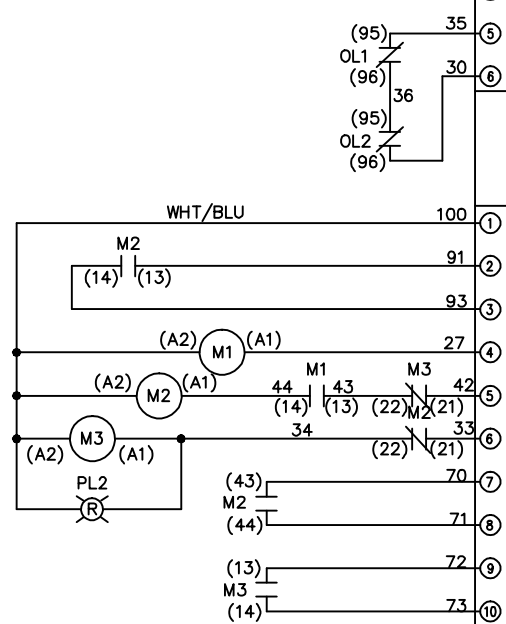 (95) 35 5
OL1
(96) 30 6
36
(95)
OL2
(96)
WHT/BLU 100 1
M2 91 2
(14) (13)
93 3
(A2) M1 (A1) 27 4
(A2) M2 (A1) 44 M1 43 M3 42 5
(14) (13) (22) (21)
M3 34 M2 33 6
(A2) (A1) (22) (21)
PL2
R
(43) 70 7
M2
(44) 71 8
(13) 72 9
M3
(14) 73 10